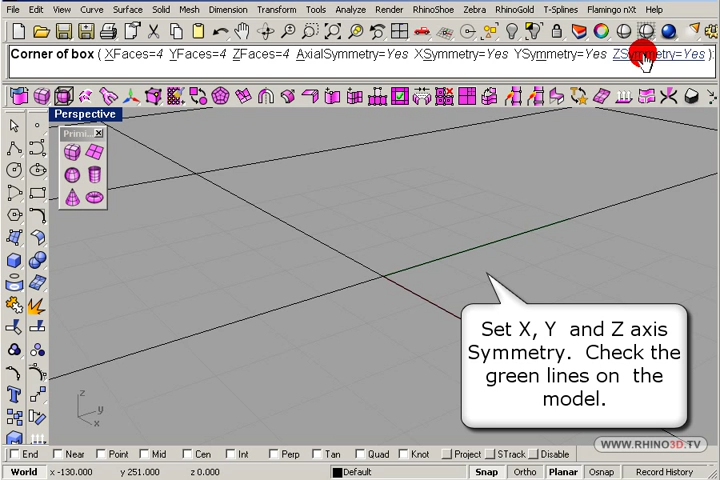 File Edit View Curve Surface Solid Mesh Dimension Transform Tools Analyze Render RhinoShoe Zebra RhinoGold T-Splines Flamingo nXt Help
Corner of box ( XFaces=4 YFaces=4 ZFaces=4 AxialSymmetry=Yes XSymmetry=Yes YSymmetry=Yes ZSymmetry=Yes ):
Perspective
Primi...
Set X, Y and Z axis
Symmetry. Check the
green lines on the
model.
z
y
x
T
WWW.RHINO3D.TV
End Near Point Mid Cen Int Perp Tan Quad Knot Project STrack Disable
World x -130.000 y 251.000 z 0.000 Default Snap Ortho Planar Osnap Record History